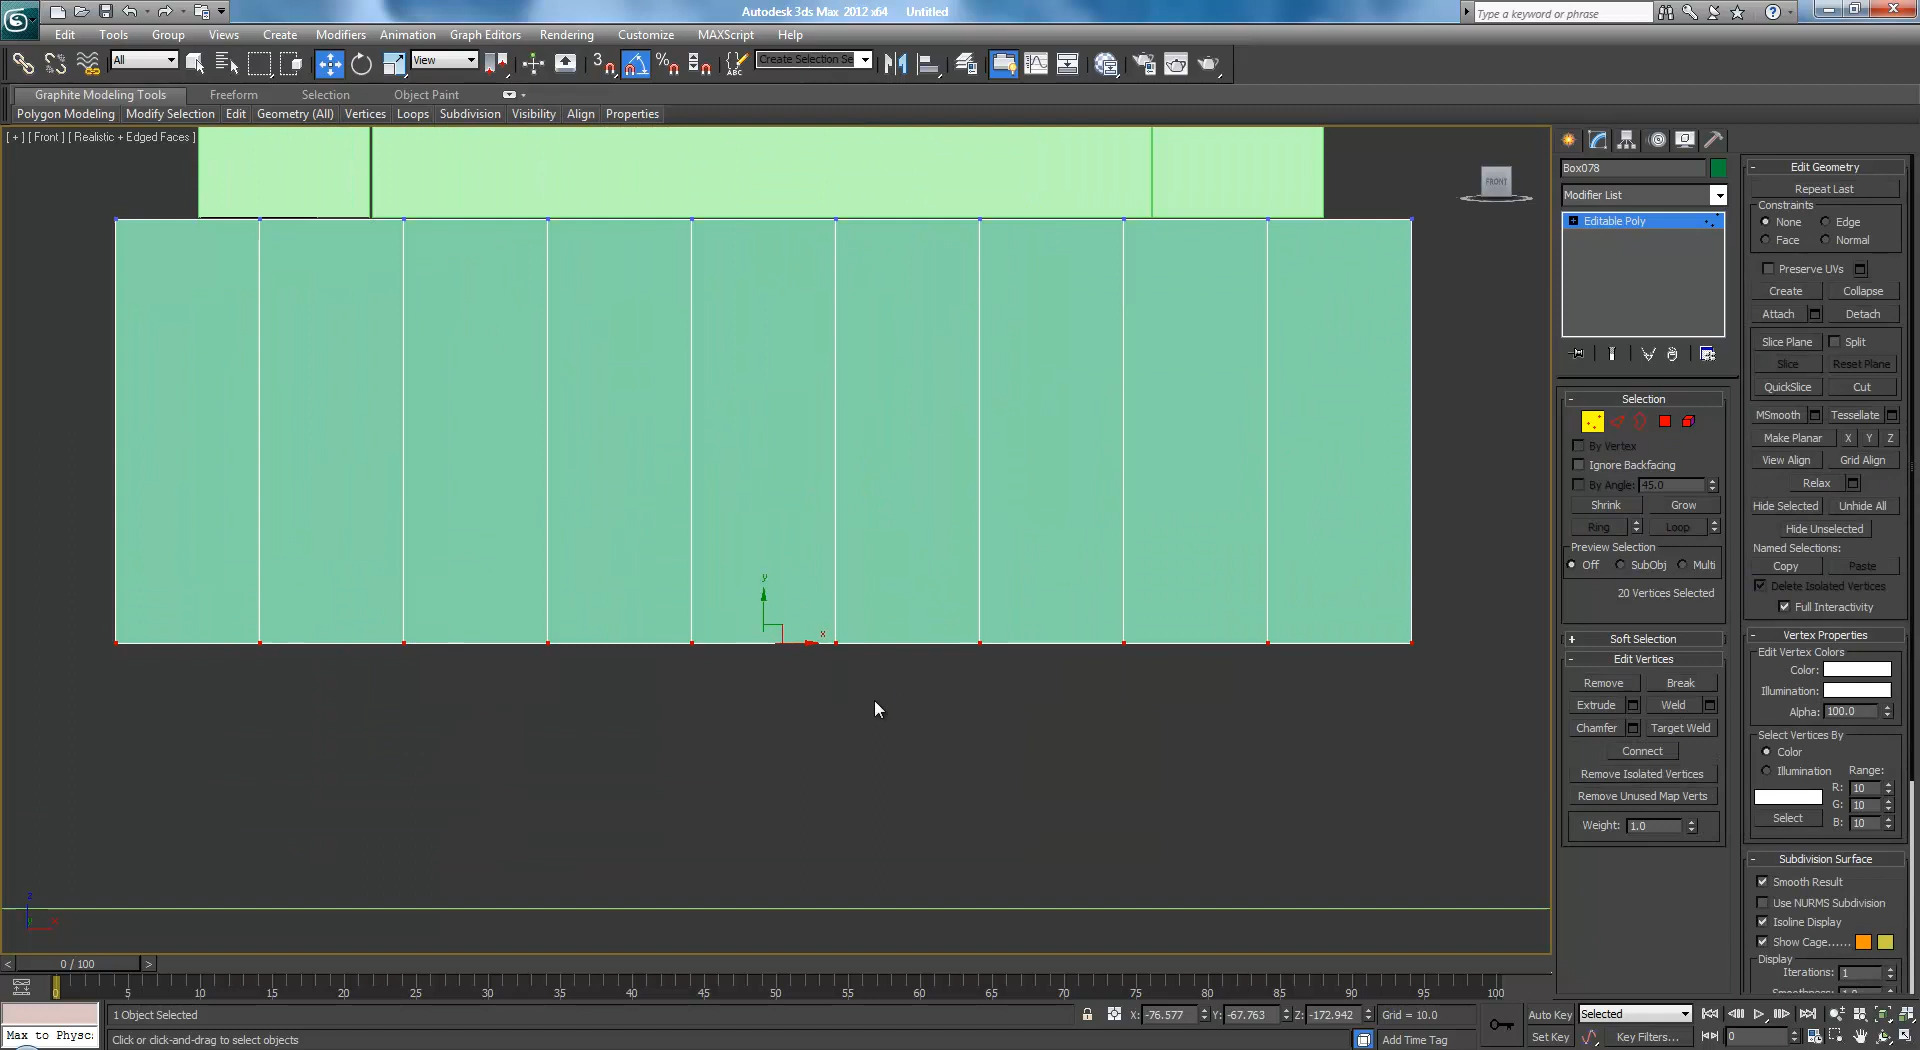 Autodesk 3ds Max 2012 x64 Untitled
Type a keyword or phrase
Edit Tools Group Views Create Modifiers Animation Graph Editors Rendering Customize MAXScript Help
All View Create Selection Se
Graphite Modeling Tools Freeform Selection Object Paint
Polygon Modeling Modify Selection Edit Geometry (All) Vertices Loops Subdivision Visibility Align Properties
[ + ] [ Front ] [ Realistic + Edged Faces ]
FRONT
y
x
z
x
Box078
Modifier List
Editable Poly
Selection
By Vertex
Ignore Backfacing
By Angle: 45.0
Shrink Grow
Ring Loop
Preview Selection
Off SubObj Multi
20 Vertices Selected
Soft Selection
Edit Vertices
Remove Break
Extrude Weld
Chamfer Target Weld
Connect
Remove Isolated Vertices
Remove Unused Map Verts
Weight: 1.0
Edit Geometry
Repeat Last
Constraints
None Edge
Face Normal
Preserve UVs
Create Collapse
Attach Detach
Slice Plane Split
Slice Reset Plane
QuickSlice Cut
MSmooth Tessellate
Make Planar X Y Z
View Align Grid Align
Relax
Hide Selected Unhide All
Hide Unselected
Named Selections:
Copy Paste
Delete Isolated Vertices
Full Interactivity
Vertex Properties
Edit Vertex Colors
Color:
Illumination:
Alpha: 100.0
Select Vertices By
Color
Illumination Range:
R: 10
G: 10
Select B: 10
Subdivision Surface
Smooth Result
Use NURMS Subdivision
Isoline Display
Show Cage......
Display
Iterations: 1
< 0 / 100 >
0 5 10 15 20 25 30 35 40 45 50 55 60 65 70 75 80 85 90 95 100
1 Object Selected X: -76.577 Y: -67.763 Z: -172.942 Grid = 10.0 Auto Key Selected
Max to Physc: Click or click-and-drag to select objects Add Time Tag Set Key Key Filters... 0